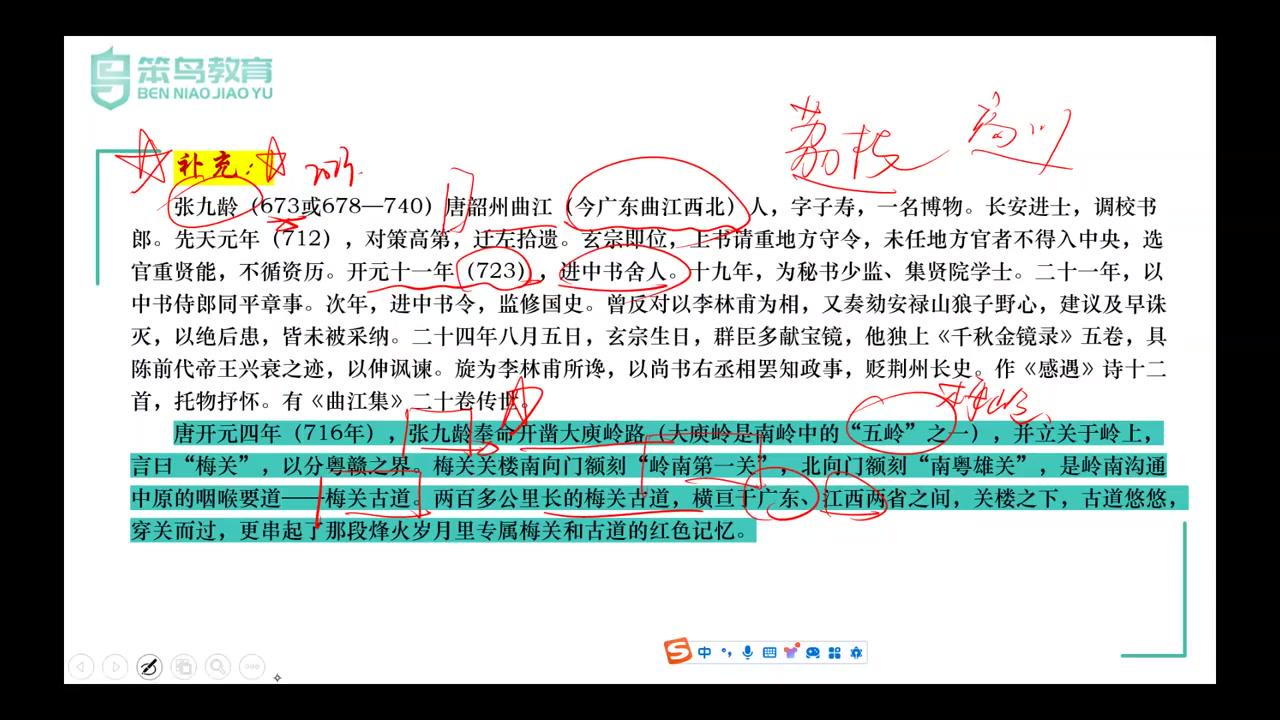 笨鸟教育
BEN NIAO JIAO YU
荔枝
补充：
张九龄（673或678—740）唐韶州曲江（今广东曲江西北）人，字子寿，一名博物。长安进士，调校书
郎。先天元年（712），对策高第，迁左拾遗。玄宗即位，上书请重地方守令，未任地方官者不得入中央，选
官重贤能，不循资历。开元十一年（723），进中书舍人。十九年，为秘书少监、集贤院学士。二十一年，以
中书侍郎同平章事。次年，进中书令，监修国史。曾反对以李林甫为相，又奏劾安禄山狼子野心，建议及早诛
灭，以绝后患，皆未被采纳。二十四年八月五日，玄宗生日，群臣多献宝镜，他独上《千秋金镜录》五卷，具
陈前代帝王兴衰之迹，以伸讽谏。旋为李林甫所谗，以尚书右丞相罢知政事，贬荆州长史。作《感遇》诗十二
首，托物抒怀。有《曲江集》二十卷传世。
梅岭
唐开元四年（716年），张九龄奉命开凿大庾岭路（大庾岭是南岭中的“五岭”之一），并立关于岭上，
言曰“梅关”，以分粤赣之界。梅关关楼南向门额刻“岭南第一关”，北向门额刻“南粤雄关”，是岭南沟通
中原的咽喉要道——梅关古道。两百多公里长的梅关古道，横亘于广东、江西两省之间，关楼之下，古道悠悠，
穿关而过，更串起了那段烽火岁月里专属梅关和古道的红色记忆。
中